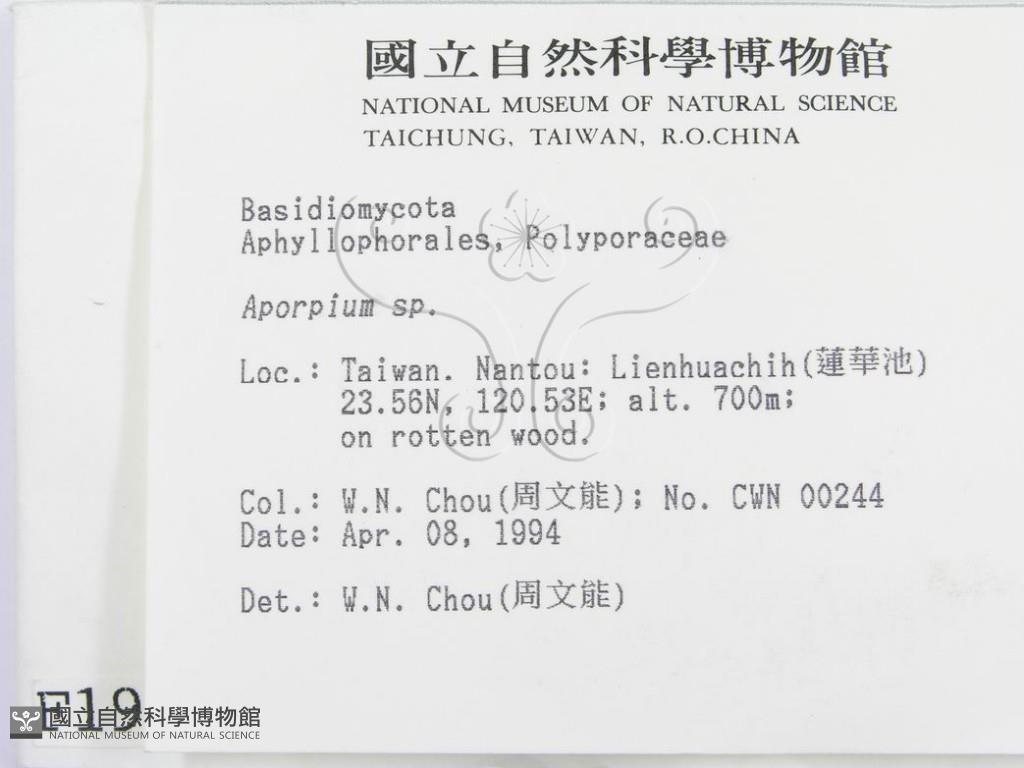 國立自然科學博物館
NATIONAL MUSEUM OF NATURAL SCIENCE
TAICHUNG, TAIWAN, R.O.CHINA
Basidiomycota
Aphyllophorales, Polyporaceae
Aporpium sp.
Loc.: Taiwan. Nantou: Lienhuachih(蓮華池)
23.56N, 120.53E; alt. 700m;
on rotten wood.
Col.: W.N. Chou(周文能); No. CWN 00244
Date: Apr. 08, 1994
Det.: W.N. Chou(周文能)
F19
國立自然科學博物館
NATIONAL MUSEUM OF NATURAL SCIENCE